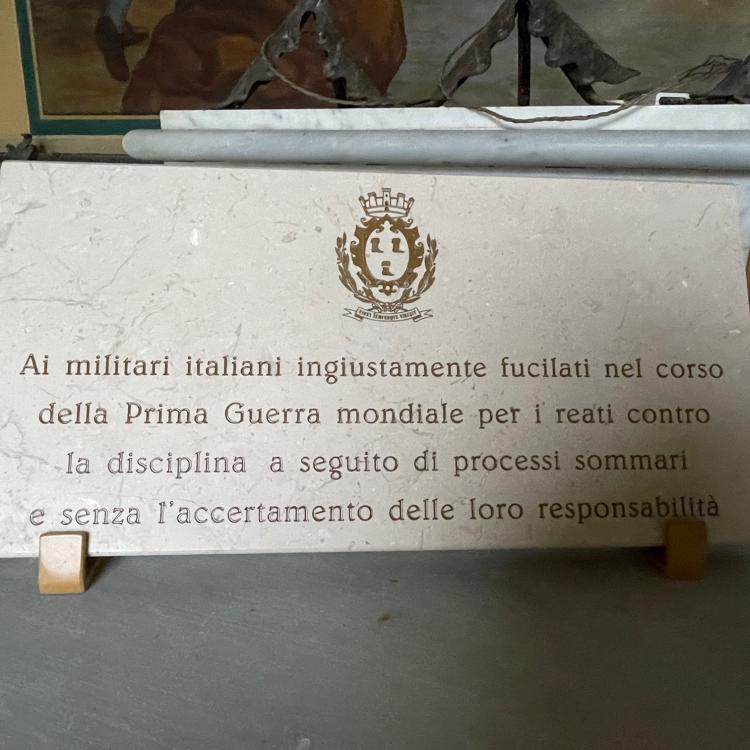 Ai militari italiani ingiustamente fucilati nel corso
della Prima Guerra mondiale per i reati contro
la disciplina a seguito di processi sommari
e senza l'accertamento delle loro responsabilità